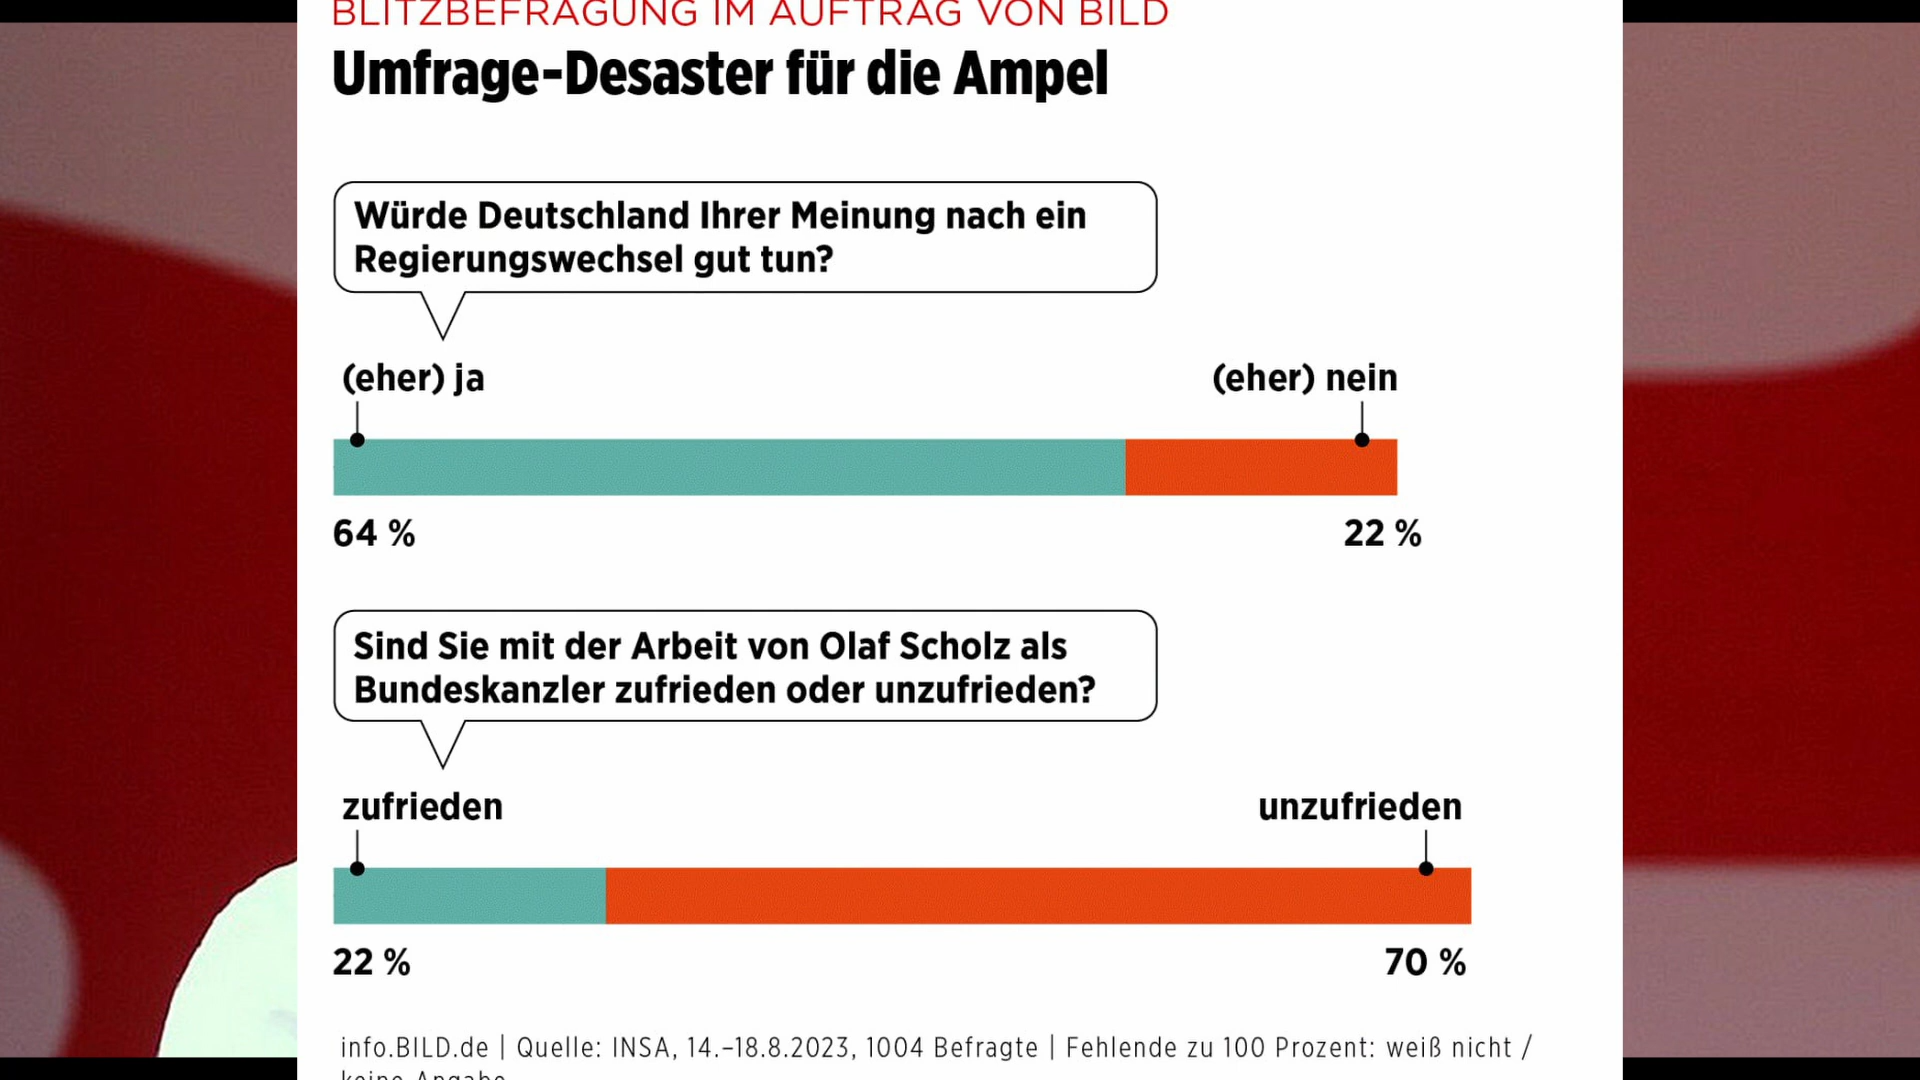 BLITZBEFRAGUNG IM AUFTRAG VON BILD
Umfrage-Desaster für die Ampel
Würde Deutschland Ihrer Meinung nach ein
Regierungswechsel gut tun?
(eher) ja (eher) nein
64 % 22 %
Sind Sie mit der Arbeit von Olaf Scholz als
Bundeskanzler zufrieden oder unzufrieden?
zufrieden unzufrieden
22 % 70 %
info.BILD.de | Quelle: INSA, 14.–18.8.2023, 1004 Befragte | Fehlende zu 100 Prozent: weiß nicht /
keine Angabe